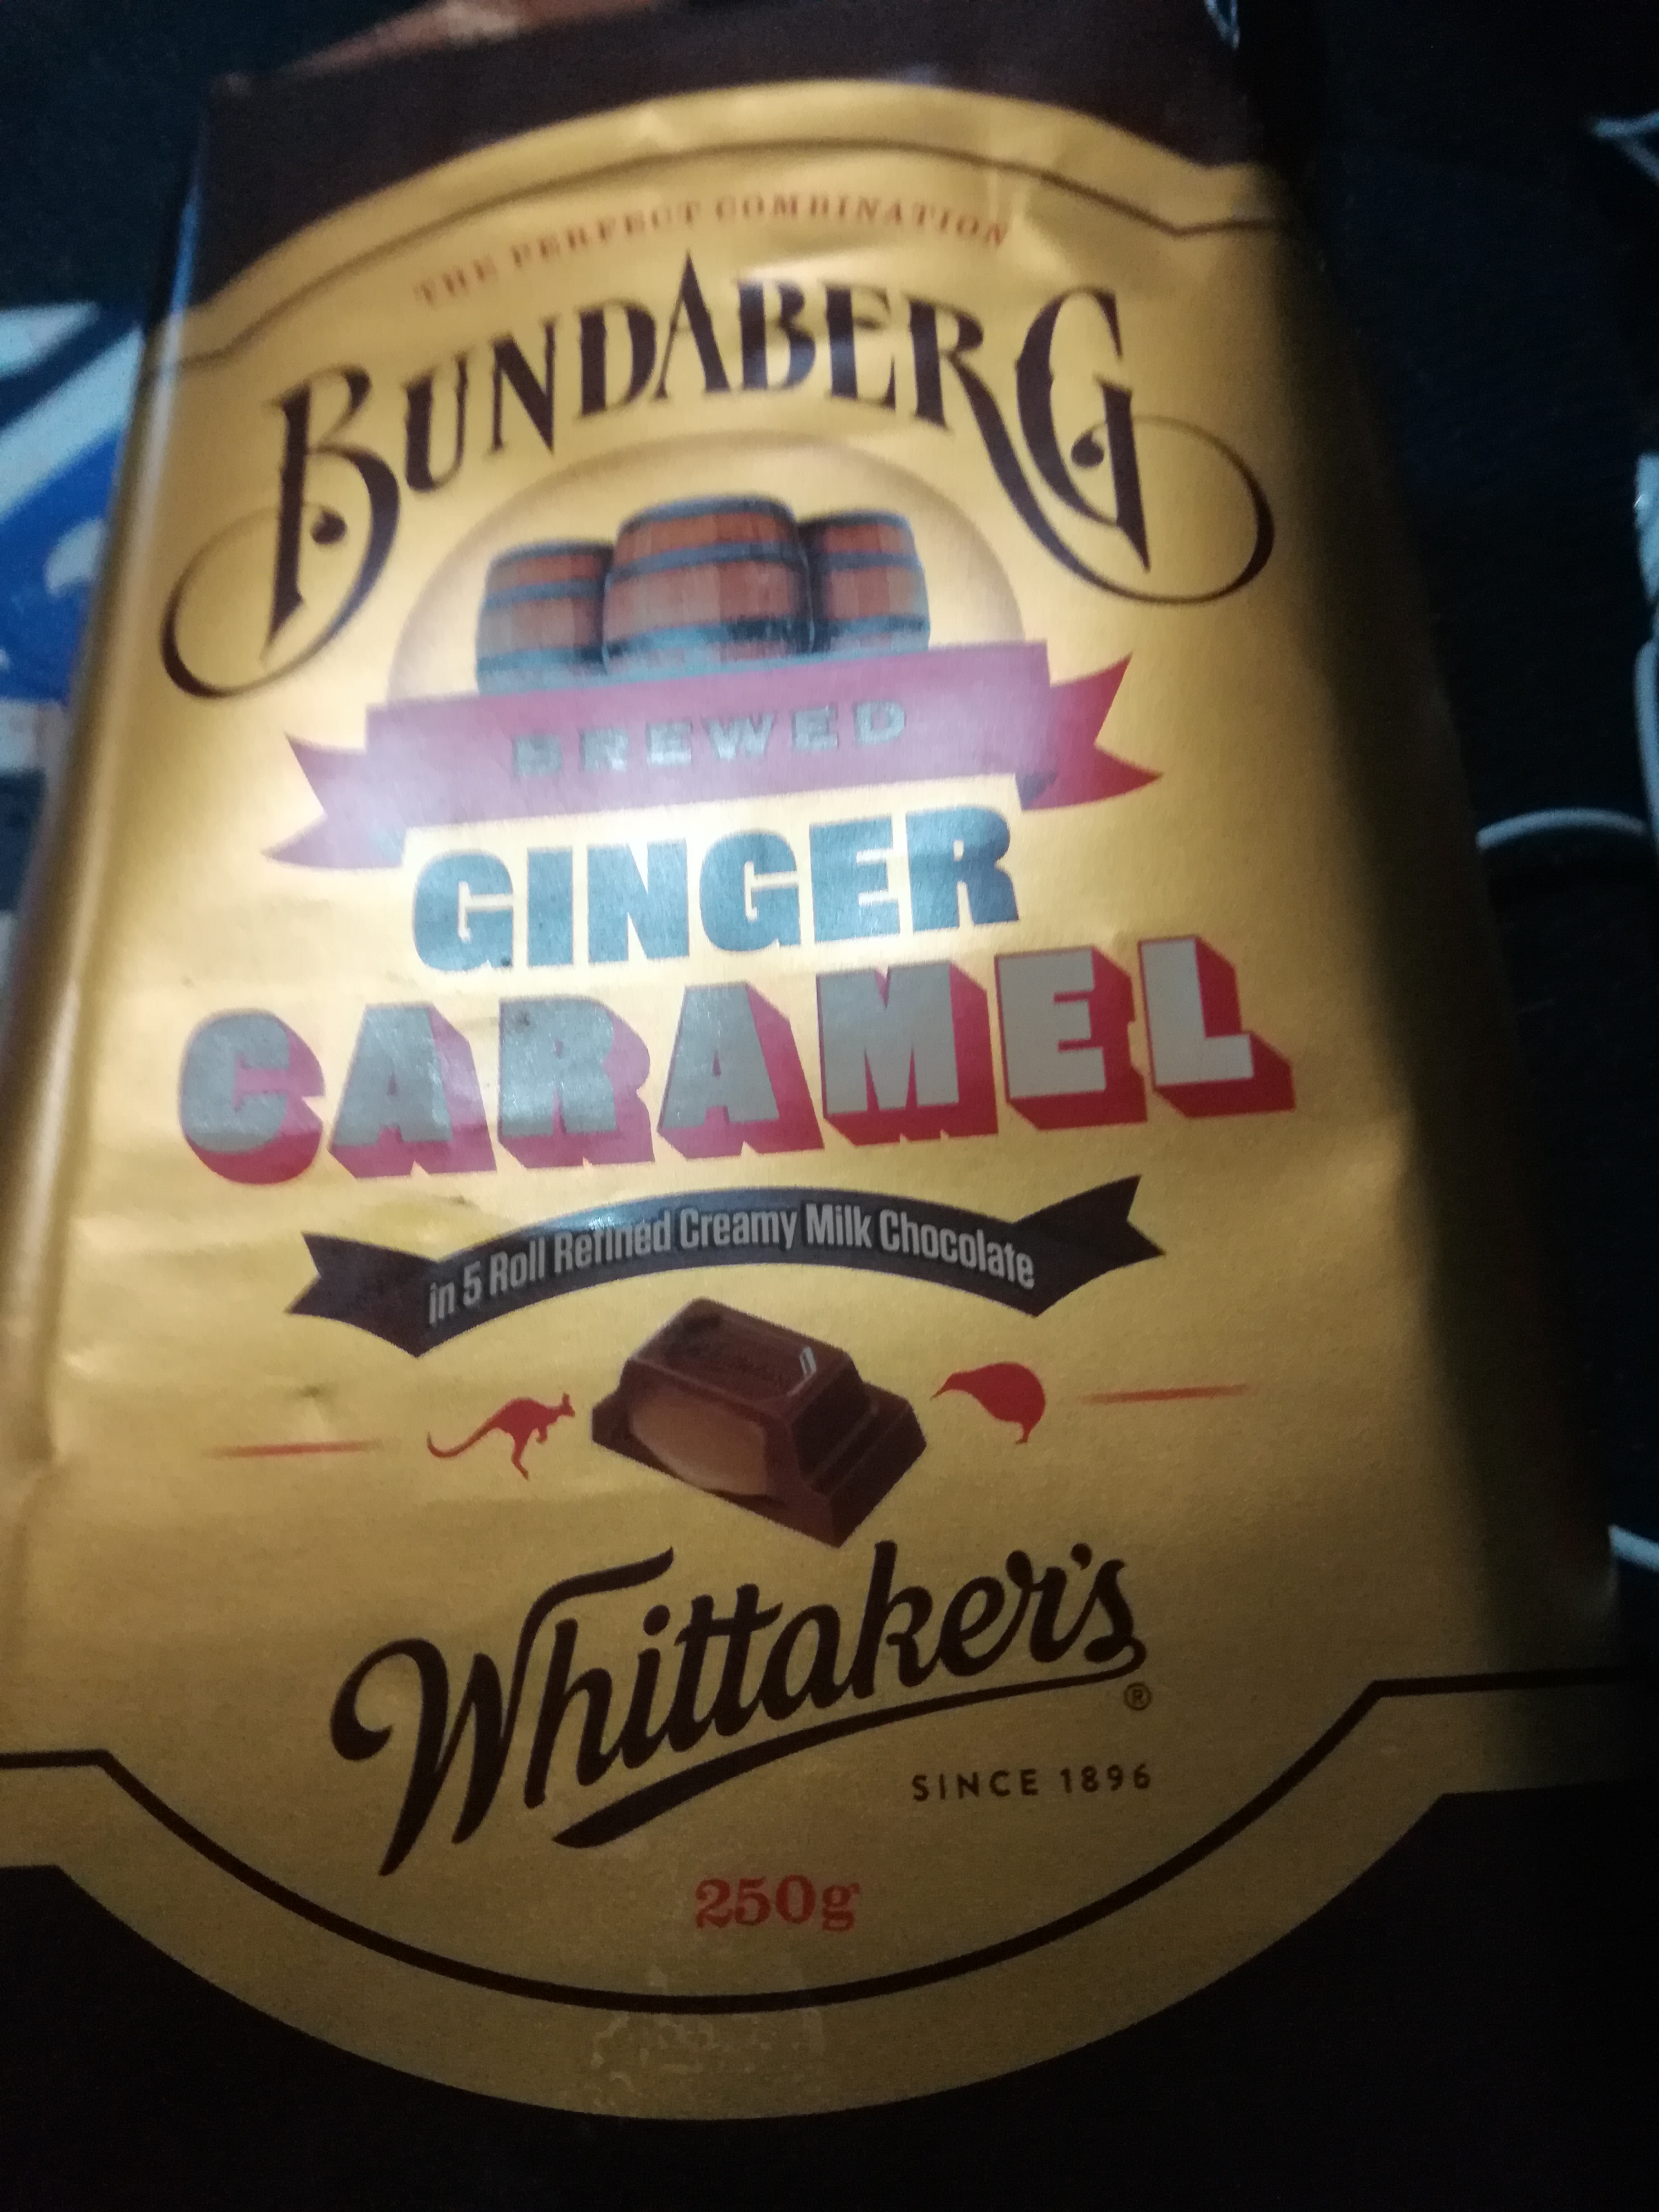 THE PERFECT COMBINATION
BUNDABERG
BREWED
GINGER
CARAMEL
in 5 Roll Refined Creamy Milk Chocolate
Whittaker's
®
SINCE 1896
250g